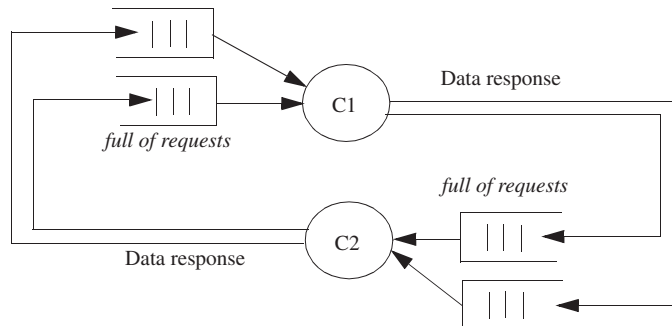 C1
Data response
full of requests
full of requests
C2
Data response